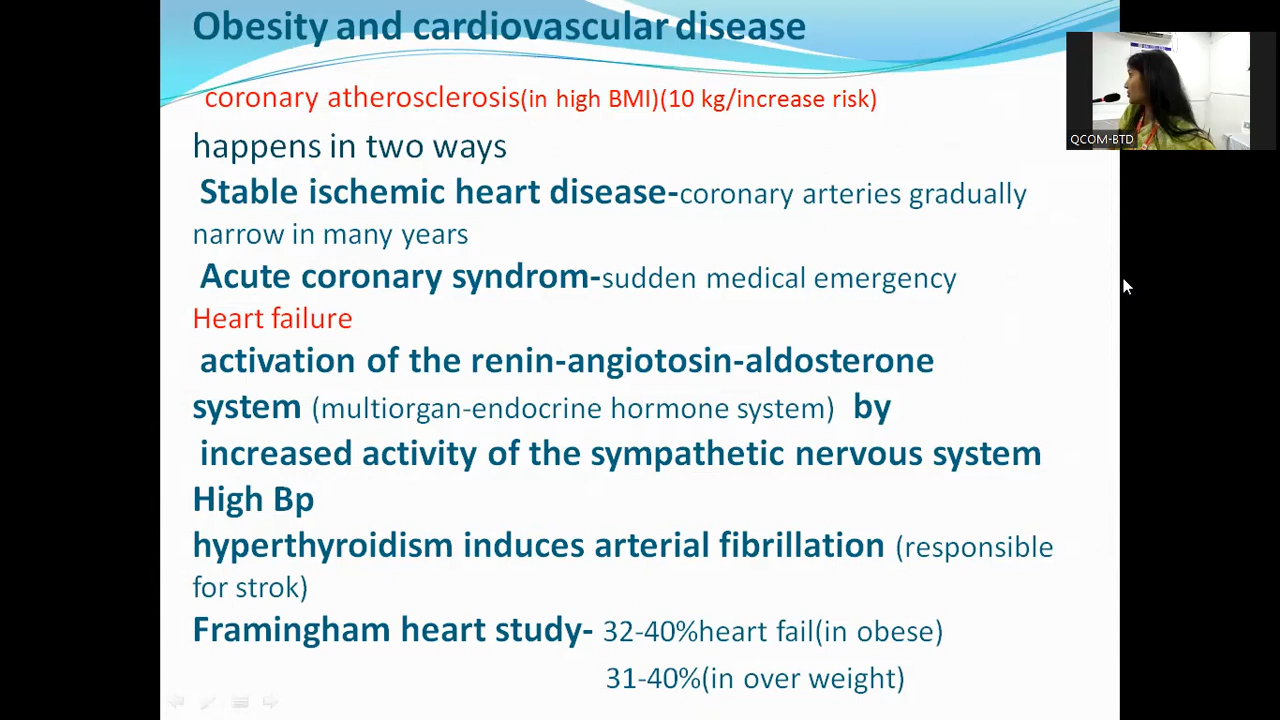 Obesity and cardiovascular disease
coronary atherosclerosis(in high BMI)(10 kg/increase risk)
QCOM-BTD
happens in two ways
Stable ischemic heart disease-coronary arteries gradually
narrow in many years
Acute coronary syndrom-sudden medical emergency
Heart failure
activation of the renin-angiotosin-aldosterone
system (multiorgan-endocrine hormone system) by
increased activity of the sympathetic nervous system
High Bp
hyperthyroidism induces arterial fibrillation (responsible
for strok)
Framingham heart study- 32-40%heart fail(in obese)
31-40%(in over weight)